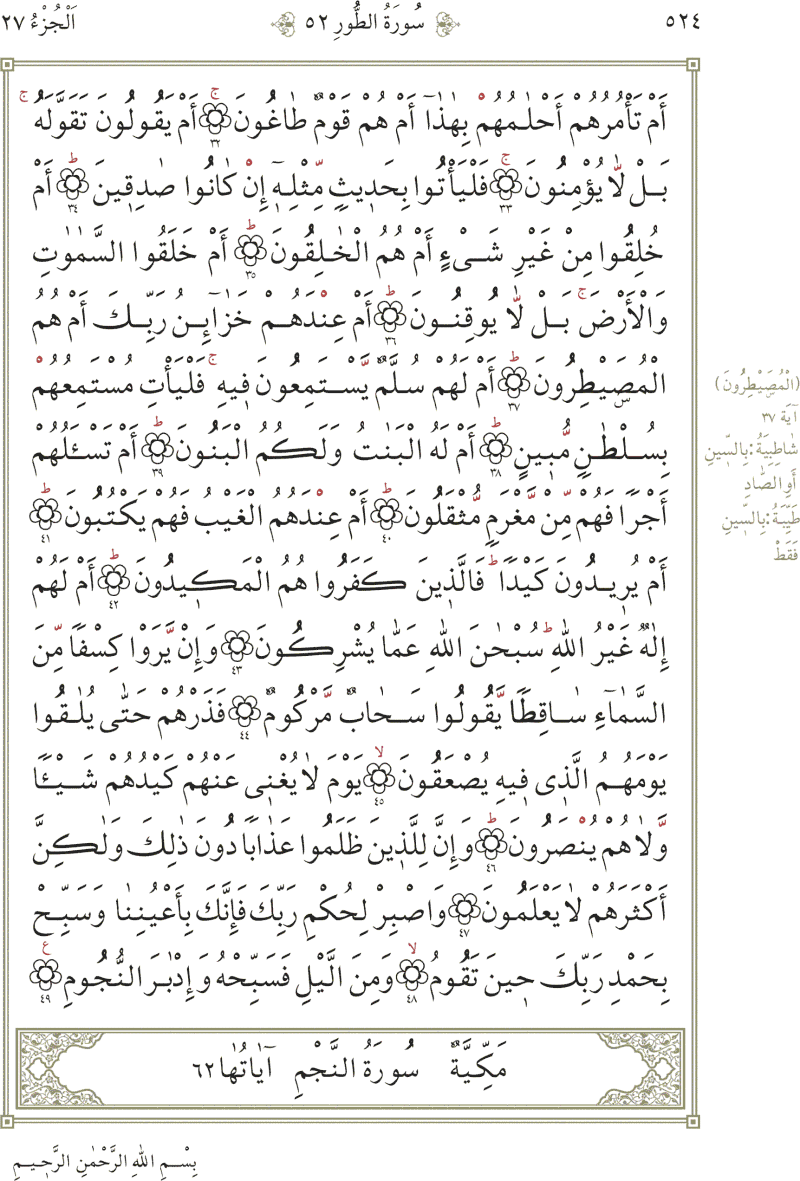 ٥٢٤ سُورَةُ الطُّورِ ٥٢ اَلْجُزْءُ ٢٧
أَمْ تَأْمُرُهُمْ أَحْلٰمُهُمْ بِهٰذَآ أَمْ هُمْ قَوْمٌ طَاغُونَ ٣٢ أَمْ يَقُولُونَ تَقَوَّلَهُ ج
بَلْ لَّا يُؤْمِنُونَ ج ٣٣ فَلْيَأْتُوا بِحَدِيثٍ مِّثْلِهٓ إِنْ كَانُوا صٰدِقِينَ ط ٣٤ أَمْ
خُلِقُوا مِنْ غَيْرِ شَىْءٍ أَمْ هُمُ الْخٰلِقُونَ ط ٣٥ أَمْ خَلَقُوا السَّمٰوٰتِ
وَالْأَرْضَ ج بَلْ لَّا يُوقِنُونَ ط ٣٦ أَمْ عِنْدَهُمْ خَزَآئِنُ رَبِّكَ أَمْ هُمُ
الْمُصَيْطِرُونَ ط ٣٧ أَمْ لَهُمْ سُلَّمٌ يَّسْتَمِعُونَ فِيهِ ج فَلْيَأْتِ مُسْتَمِعُهُمْ
بِسُلْطٰنٍ مُّبِينٍ ط ٣٨ أَمْ لَهُ الْبَنٰتُ وَلَكُمُ الْبَنُونَ ط ٣٩ أَمْ تَسْـَٔلُهُمْ
أَجْرًا فَهُمْ مِّنْ مَّغْرَمٍ مُّثْقَلُونَ ط ٤٠ أَمْ عِنْدَهُمُ الْغَيْبُ فَهُمْ يَكْتُبُونَ ط ٤١
أَمْ يُرِيدُونَ كَيْدًا ط فَالَّذِينَ كَفَرُوا هُمُ الْمَكِيدُونَ ط ٤٢ أَمْ لَهُمْ
إِلٰهٌ غَيْرُ اللّٰهِ ط سُبْحٰنَ اللّٰهِ عَمَّا يُشْرِكُونَ ٤٣ وَإِنْ يَّرَوْا كِسْفًا مِّنَ
السَّمَآءِ سَاقِطًا يَّقُولُوا سَحَابٌ مَّرْكُومٌ ٤٤ فَذَرْهُمْ حَتّٰى يُلٰقُوا
يَوْمَهُمُ الَّذِى فِيهِ يُصْعَقُونَ لا ٤٥ يَوْمَ لَا يُغْنِى عَنْهُمْ كَيْدُهُمْ شَيْـًٔا
وَّلَا هُمْ يُنْصَرُونَ ط ٤٦ وَإِنَّ لِلَّذِينَ ظَلَمُوا عَذَابًا دُونَ ذٰلِكَ وَلٰكِنَّ
أَكْثَرَهُمْ لَا يَعْلَمُونَ ٤٧ وَاصْبِرْ لِحُكْمِ رَبِّكَ فَإِنَّكَ بِأَعْيُنِنَا وَسَبِّحْ
بِحَمْدِ رَبِّكَ حِينَ تَقُومُ لا ٤٨ وَمِنَ الَّيْلِ فَسَبِّحْهُ وَإِدْبٰرَ النُّجُومِ ع ٤٩
مَكِّيَّةٌ سُورَةُ النَّجْمِ آيَاتُهَا ٦٢
بِسْمِ اللّٰهِ الرَّحْمٰنِ الرَّحِيمِ
(الْمُصَيْطِرُونَ)
آيَة ٣٧
شَاطِبِيَةُ: بِالسِّينِ
أَوِ الصَّادِ
طَيِّبَةُ: بِالسِّينِ
فَقَطْ